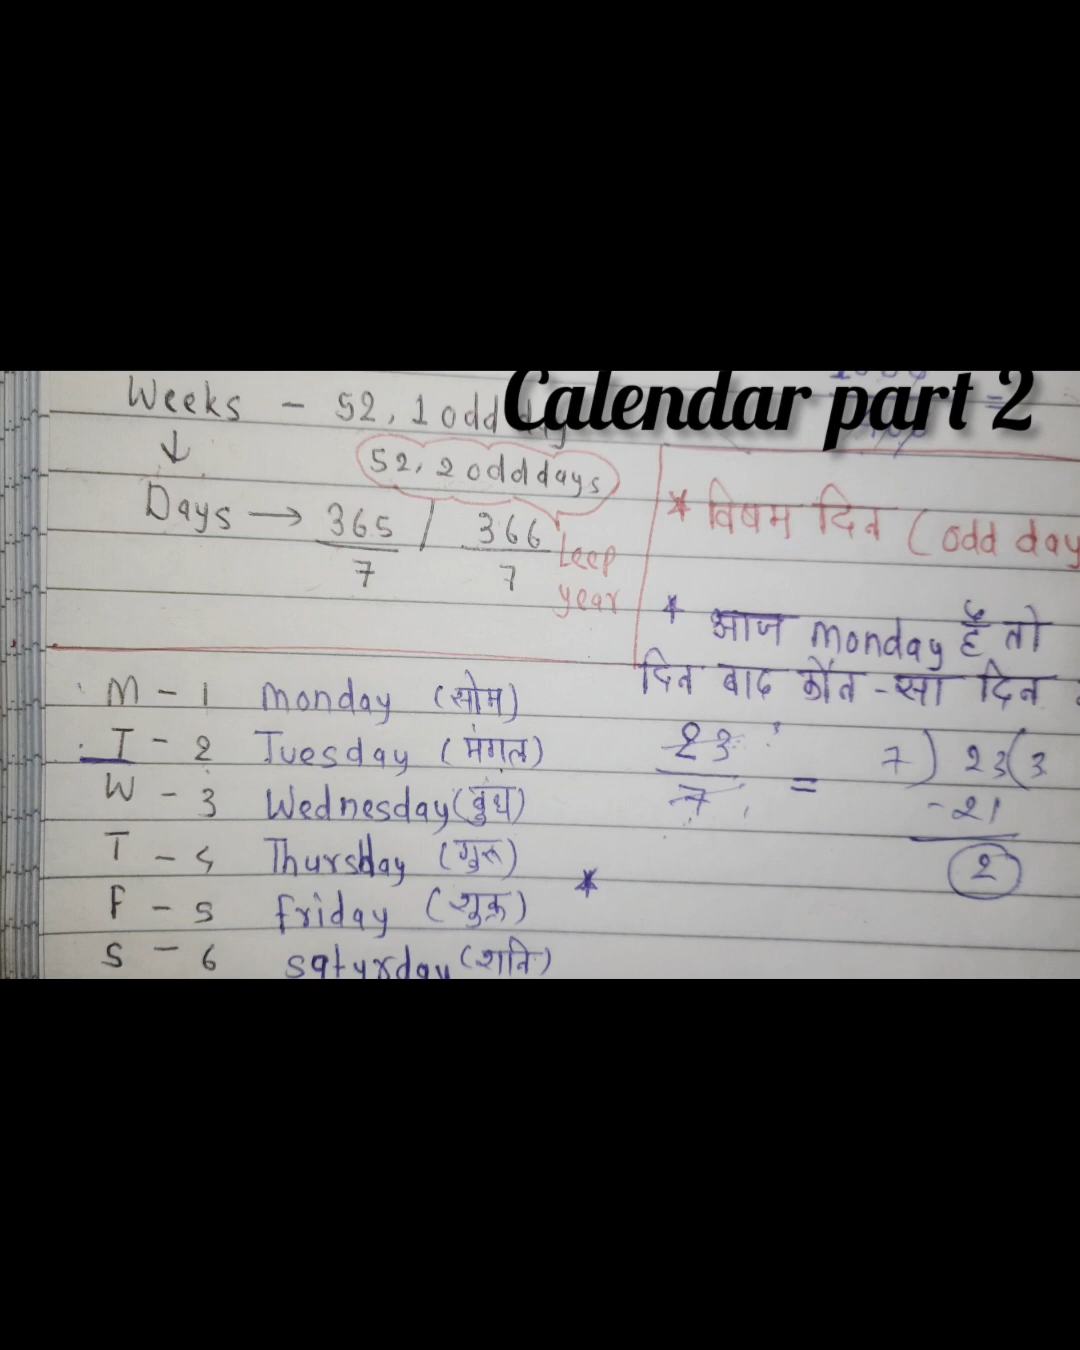 Calendar part 2
Weeks - 52, 1 odd
52, 2 odd days
Days → 365/7 / 366/7
Leep
year
* विषम दिन (odd day
* आज monday है तो
दिन बाद कौन-सा दिन
M - 1 monday (सोम)
T - 2 Tuesday (मंगल)
W - 3 Wednesday (बुध)
T - 4 Thursday (गुरु)
F - 5 friday (शुक्र)
S - 6 saturday (शनि)
23/7 = 7) 23(3
-21
2
*